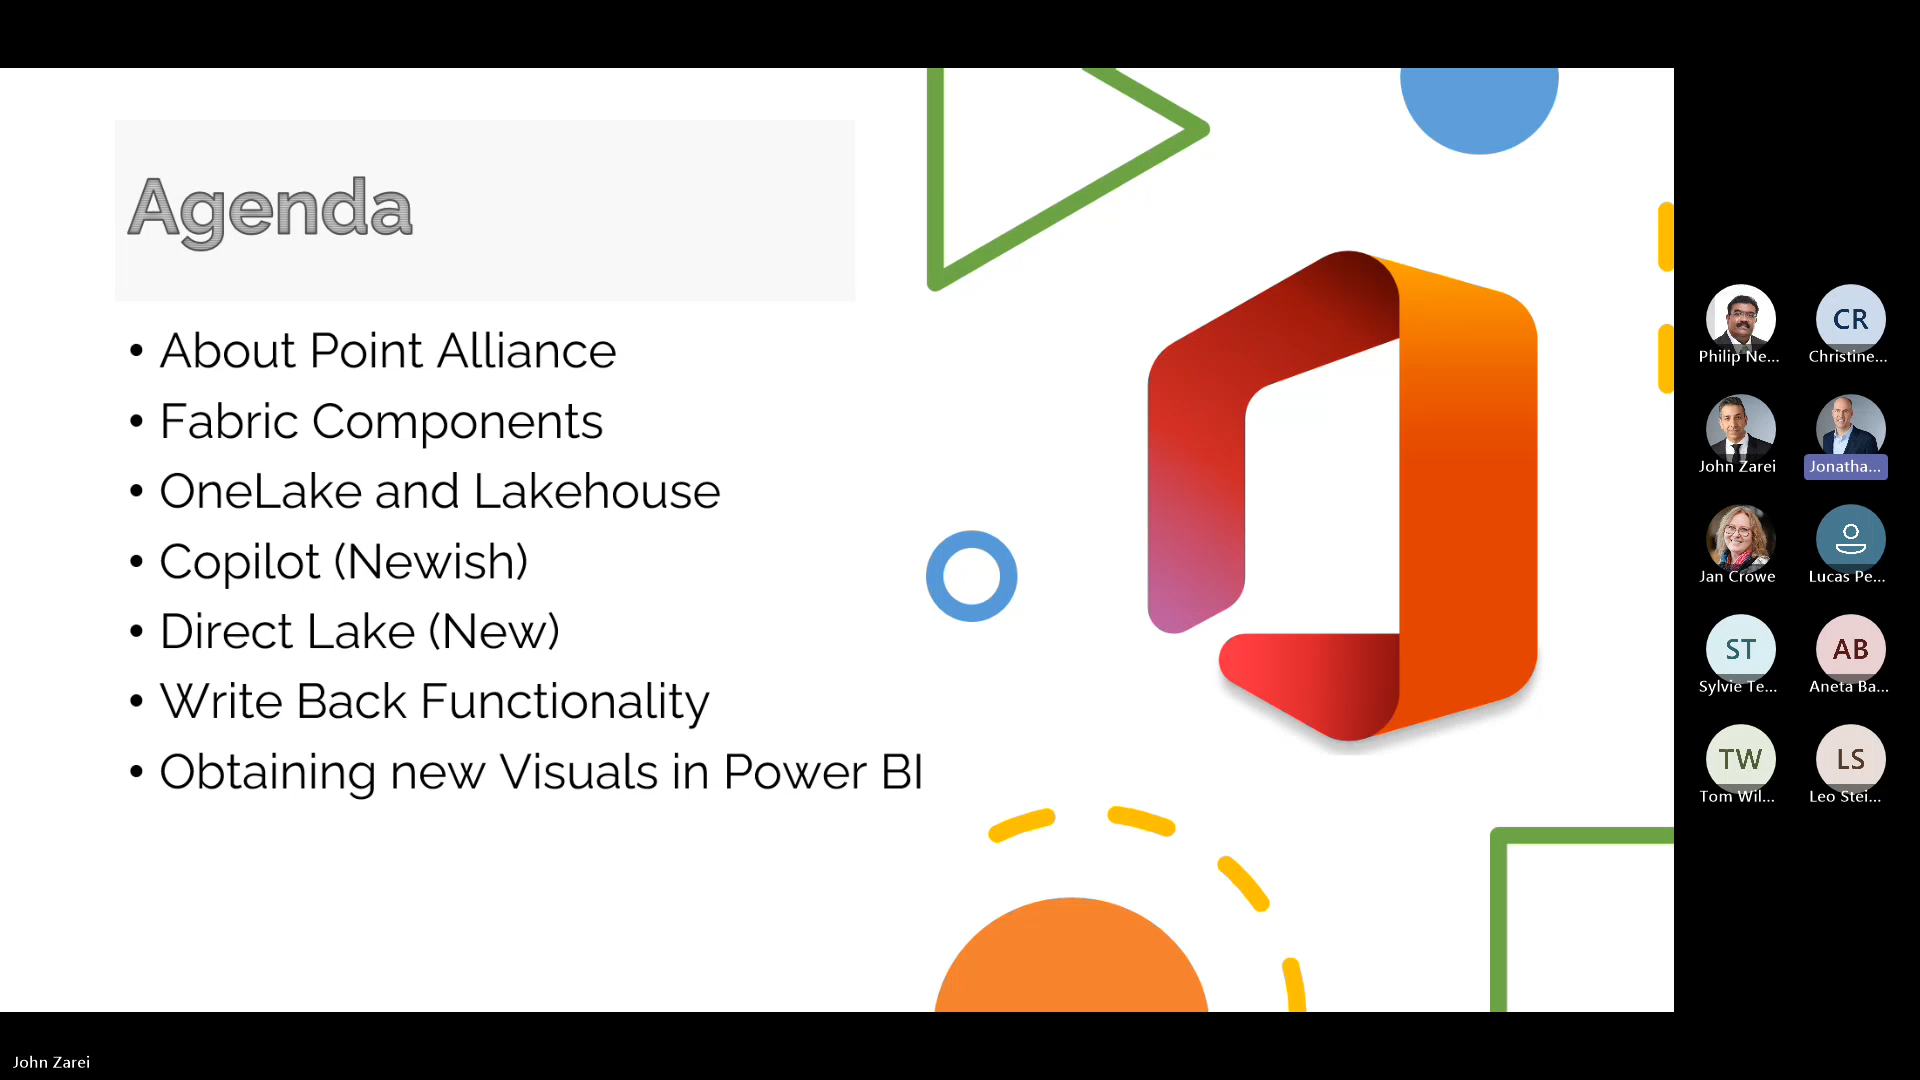 Agenda
• About Point Alliance
• Fabric Components
• OneLake and Lakehouse
• Copilot (Newish)
• Direct Lake (New)
• Write Back Functionality
• Obtaining new Visuals in Power BI
Philip Ne...
CR
Christine...
John Zarei
Jonatha...
Jan Crowe
Lucas Pe...
ST
Sylvie Te...
AB
Aneta Ba...
TW
Tom Wil...
LS
Leo Stei...
John Zarei